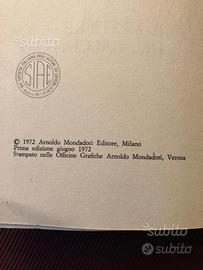 SIAE
© 1972 Arnoldo Mondadori Editore, Milano
Prima edizione giugno 1972
Stampato nelle Officine Grafiche Arnoldo Mondadori, Verona
subito
subito